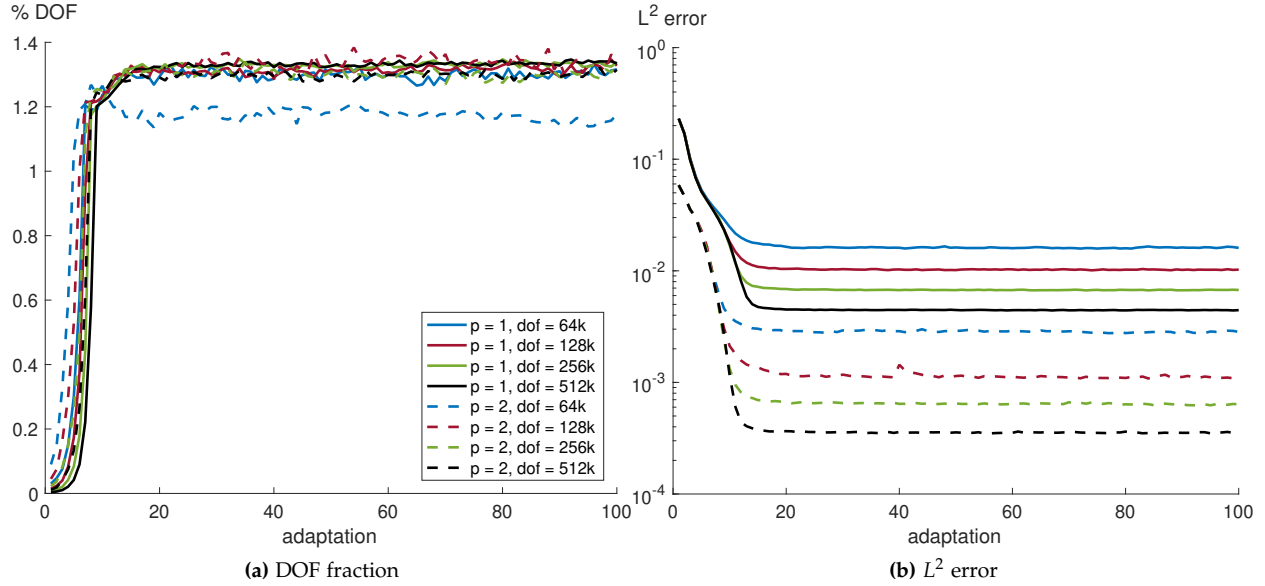 % DOF
1.4
1.2
1
0.8
0.6
0.4
0.2
0
0 20 40 60 80 100
adaptation
p = 1, dof = 64k
p = 1, dof = 128k
p = 1, dof = 256k
p = 1, dof = 512k
p = 2, dof = 64k
p = 2, dof = 128k
p = 2, dof = 256k
p = 2, dof = 512k
(a) DOF fraction
L² error
10⁰
10⁻¹
10⁻²
10⁻³
10⁻⁴
0 20 40 60 80 100
adaptation
(b) L² error